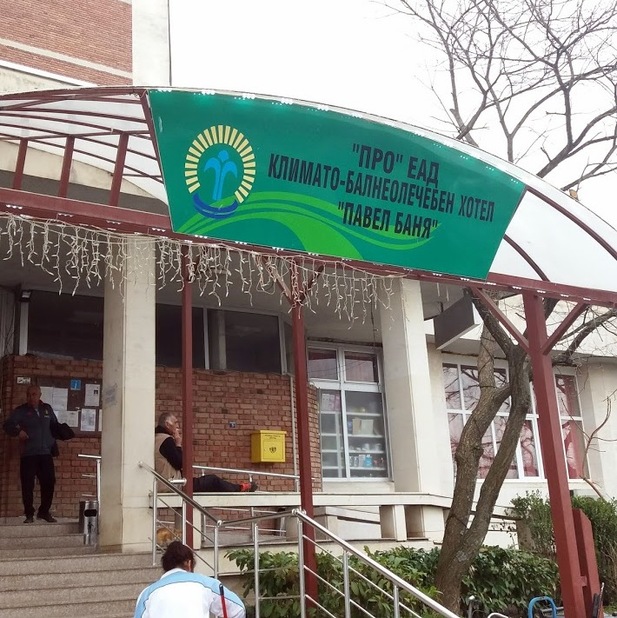 "ПРО" ЕАД
КЛИМАТО-БАЛНЕОЛЕЧЕБЕН ХОТЕЛ
"ПАВЕЛ БАНЯ"